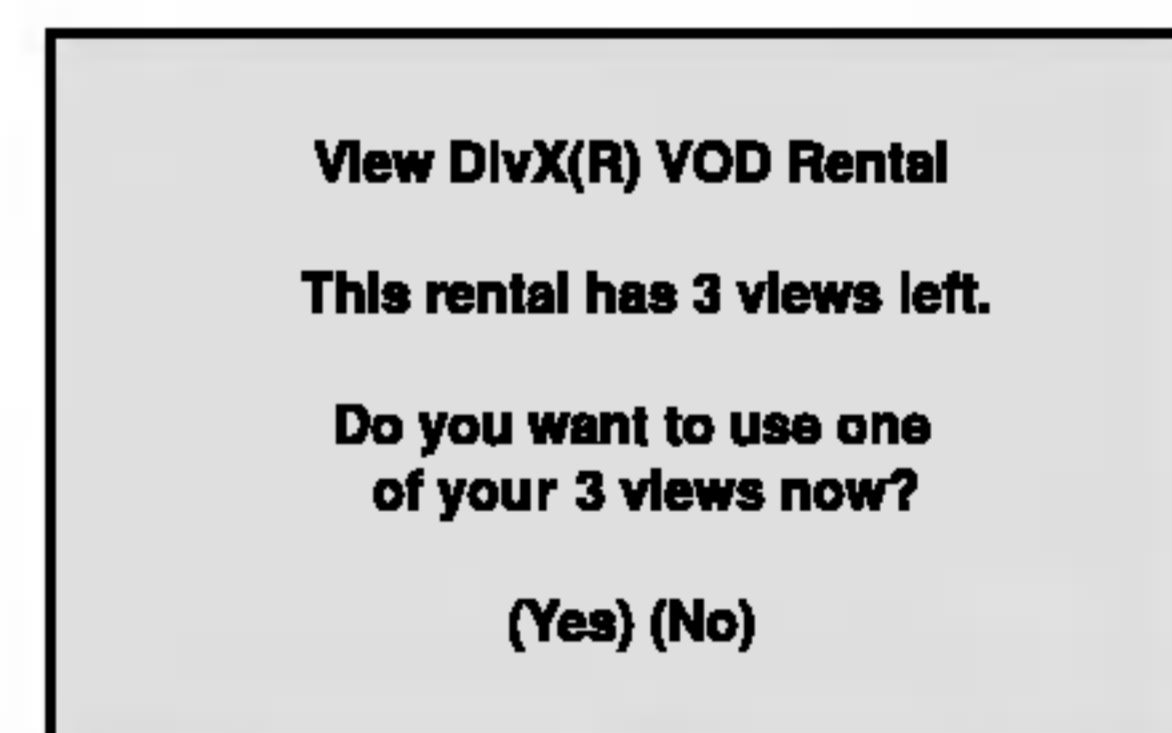 View DivX(R) VOD Rental
This rental has 3 views left.
Do you want to use one
of your 3 views now?
(Yes) (No)